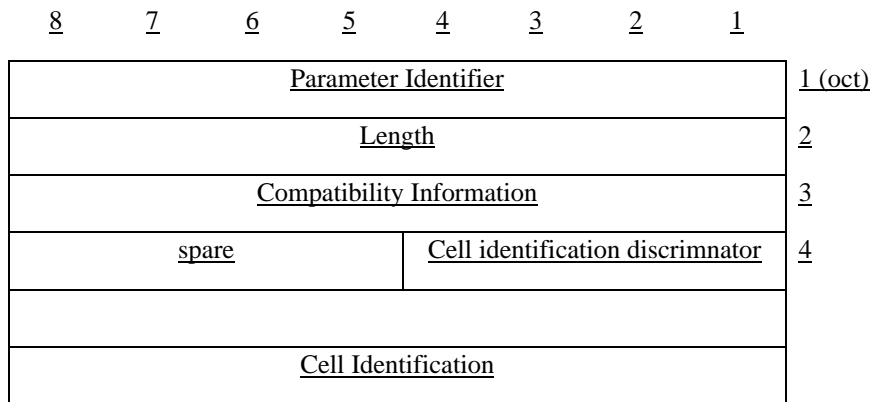 8 7 6 5 4 3 2 1
Parameter Identifier 1 (oct)
Length 2
Compatibility Information 3
spare Cell identification discrimnator 4
Cell Identification